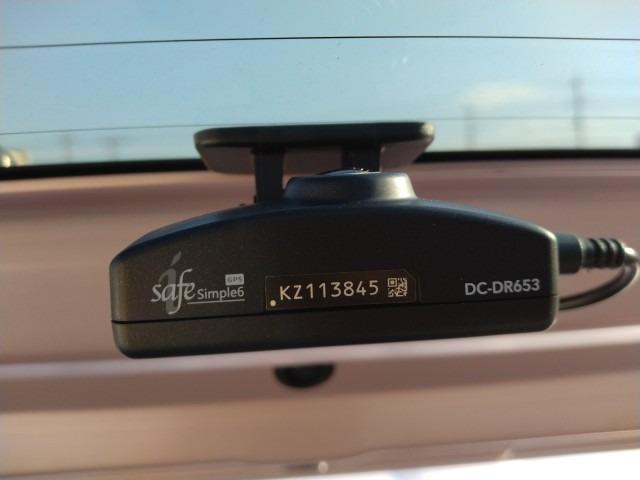 i safe GPS
Simple6
KZ113845
DC-DR653